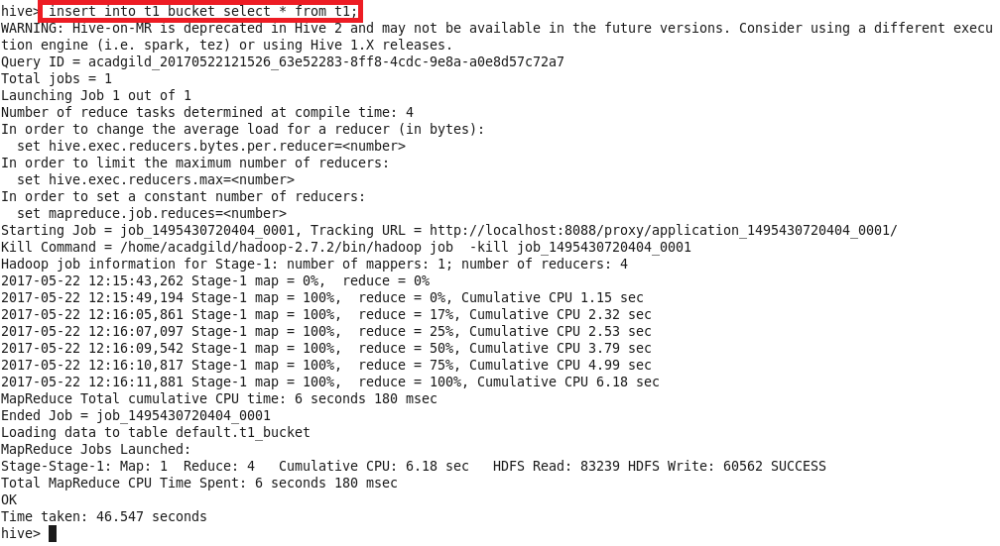 hive> insert into t1_bucket select * from t1;
WARNING: Hive-on-MR is deprecated in Hive 2 and may not be available in the future versions. Consider using a different execu
tion engine (i.e. spark, tez) or using Hive 1.X releases.
Query ID = acadgild_20170522121526_63e52283-8ff8-4cdc-9e8a-a0e8d57c72a7
Total jobs = 1
Launching Job 1 out of 1
Number of reduce tasks determined at compile time: 4
In order to change the average load for a reducer (in bytes):
  set hive.exec.reducers.bytes.per.reducer=<number>
In order to limit the maximum number of reducers:
  set hive.exec.reducers.max=<number>
In order to set a constant number of reducers:
  set mapreduce.job.reduces=<number>
Starting Job = job_1495430720404_0001, Tracking URL = http://localhost:8088/proxy/application_1495430720404_0001/
Kill Command = /home/acadgild/hadoop-2.7.2/bin/hadoop job  -kill job_1495430720404_0001
Hadoop job information for Stage-1: number of mappers: 1; number of reducers: 4
2017-05-22 12:15:43,262 Stage-1 map = 0%,  reduce = 0%
2017-05-22 12:15:49,194 Stage-1 map = 100%,  reduce = 0%, Cumulative CPU 1.15 sec
2017-05-22 12:16:05,861 Stage-1 map = 100%,  reduce = 17%, Cumulative CPU 2.32 sec
2017-05-22 12:16:07,097 Stage-1 map = 100%,  reduce = 25%, Cumulative CPU 2.53 sec
2017-05-22 12:16:09,542 Stage-1 map = 100%,  reduce = 50%, Cumulative CPU 3.79 sec
2017-05-22 12:16:10,817 Stage-1 map = 100%,  reduce = 75%, Cumulative CPU 4.99 sec
2017-05-22 12:16:11,881 Stage-1 map = 100%,  reduce = 100%, Cumulative CPU 6.18 sec
MapReduce Total cumulative CPU time: 6 seconds 180 msec
Ended Job = job_1495430720404_0001
Loading data to table default.t1_bucket
MapReduce Jobs Launched:
Stage-Stage-1: Map: 1  Reduce: 4   Cumulative CPU: 6.18 sec   HDFS Read: 83239 HDFS Write: 60562 SUCCESS
Total MapReduce CPU Time Spent: 6 seconds 180 msec
OK
Time taken: 46.547 seconds
hive>